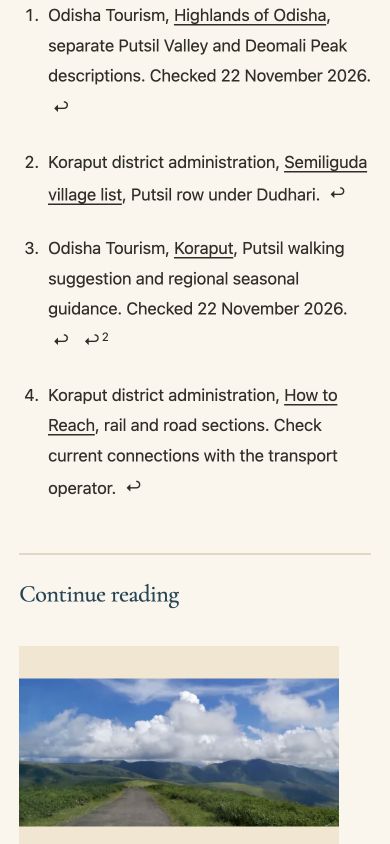 1. Odisha Tourism, Highlands of Odisha,
separate Putsil Valley and Deomali Peak
descriptions. Checked 22 November 2026.
↩
2. Koraput district administration, Semiliguda
village list, Putsil row under Dudhari. ↩
3. Odisha Tourism, Koraput, Putsil walking
suggestion and regional seasonal
guidance. Checked 22 November 2026.
↩ ↩2
4. Koraput district administration, How to
Reach, rail and road sections. Check
current connections with the transport
operator. ↩
Continue reading